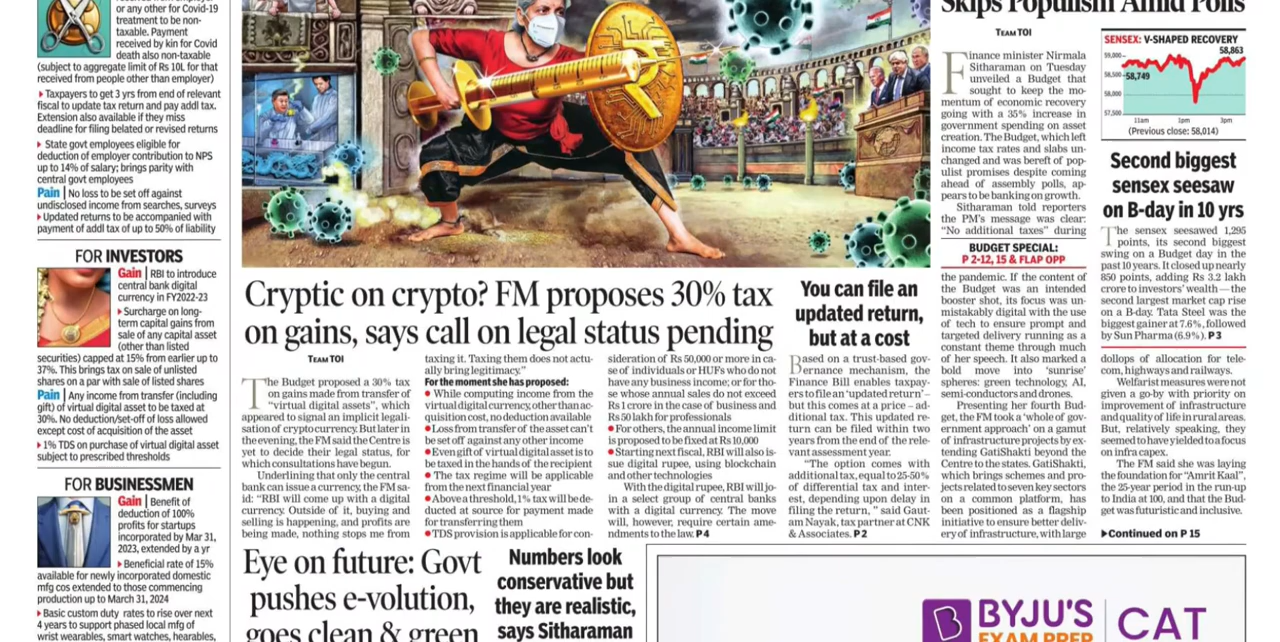 or any other for Covid-19
treatment to be non-
taxable. Payment
received by kin for Covid
death also non-taxable
(subject to aggregate limit of Rs 10L for that
received from people other than employer)
▸ Taxpayers to get 3 yrs from end of relevant
fiscal to update tax return and pay addl tax.
Extension also available if they miss
deadline for filing belated or revised returns
▸ State govt employees eligible for
deduction of employer contribution to NPS
up to 14% of salary; brings parity with
central govt employees
Pain | No loss to be set off against
undisclosed income from searches, surveys
▸ Updated returns to be accompanied with
payment of addl tax of up to 50% of liability
FOR INVESTORS
Gain | RBI to introduce
central bank digital
currency in FY2022-23
▸ Surcharge on long-
term capital gains from
sale of any capital asset
(other than listed
securities) capped at 15% from earlier up to
37%. This brings tax on sale of unlisted
shares on a par with sale of listed shares
Pain | Any income from transfer (including
gift) of virtual digital asset to be taxed at
30%. No deduction/set-off of loss allowed
except cost of acquisition of the asset
▸ 1% TDS on purchase of virtual digital asset
subject to prescribed thresholds
FOR BUSINESSMEN
Gain | Benefit of
deduction of 100%
profits for startups
incorporated by Mar 31,
2023, extended by a yr
▸ Beneficial rate of 15%
available for newly incorporated domestic
mfg cos extended to those commencing
production up to March 31, 2024
▸ Basic custom duty rates to rise over next
4 years to support phased local mfg of
wrist wearables, smart watches, hearables,
Cryptic on crypto? FM proposes 30% tax
on gains, says call on legal status pending
TEAM TOI
The Budget proposed a 30% tax
on gains made from transfer of
“virtual digital assets”, which
appeared to signal an implicit legali-
sation of cryptocurrency. But later in
the evening, the FM said the Centre is
yet to decide their legal status, for
which consultations have begun.
Underlining that only the central
bank can issue a currency, the FM sa-
id: “RBI will come up with a digital
currency. Outside of it, buying and
selling is happening, and profits are
being made, nothing stops me from
taxing it. Taxing them does not actu-
ally bring legitimacy.”
For the moment she has proposed:
● While computing income from the
virtual digital currency, other than ac-
quisition cost, no deduction available
● Loss from transfer of the asset can’t
be set off against any other income
● Even gift of virtual digital asset is to
be taxed in the hands of the recipient
● The tax regime will be applicable
from the next financial year
● Above a threshold, 1% tax will be de-
ducted at source for payment made
for transferring them
● TDS provision is applicable for con-
sideration of Rs 50,000 or more in ca-
se of individuals or HUFs who do not
have any business income; or for tho-
se whose annual sales do not exceed
Rs 1 crore in the case of business and
Rs 50 lakh for professionals
● For others, the annual income limit
is proposed to be fixed at Rs 10,000
● Starting next fiscal, RBI will also is-
sue digital rupee, using blockchain
and other technologies
With the digital rupee, RBI will jo-
in a select group of central banks
with a digital currency. The move
will, however, require certain ame-
ndments to the law. P 4
You can file an
updated return,
but at a cost
Based on a trust-based gov-
ernance mechanism, the
Finance Bill enables taxpay-
ers to file an ‘updated return’ –
but this comes at a price – ad-
ditional tax. This updated re-
turn can be filed within two
years from the end of the rele-
vant assessment year.
“The option comes with
additional tax, equal to 25-50%
of differential tax and inter-
est, depending upon delay in
filing the return, ” said Gaut-
am Nayak, tax partner at CNK
& Associates. P 2
Eye on future: Govt
pushes e-volution,
goes clean & green
Numbers look
conservative but
they are realistic,
says Sitharaman
Skips Populism Amid Polls
TEAM TOI
Finance minister Nirmala
Sitharaman on Tuesday
unveiled a Budget that
sought to keep the mo-
mentum of economic recovery
going with a 35% increase in
government spending on asset
creation. The Budget, which left
income tax rates and slabs un-
changed and was bereft of pop-
ulist promises despite coming
ahead of assembly polls, ap-
pears to be banking on growth.
Sitharaman told reporters
the PM’s message was clear:
“No additional taxes” during
BUDGET SPECIAL:
P 2-12, 15 & FLAP OPP
the pandemic. If the content of
the Budget was an intended
booster shot, its focus was un-
mistakably digital with the use
of tech to ensure prompt and
targeted delivery running as a
constant theme through much
of her speech. It also marked a
bold move into ‘sunrise’
spheres: green technology, AI,
semi-conductors and drones.
Presenting her fourth Bud-
get, the FM took a ‘whole of gov-
ernment approach’ on a gamut
of infrastructure projects by ex-
tending GatiShakti beyond the
Centre to the states. GatiShakti,
which brings schemes and pro-
jects related to seven key sectors
on a common platform, has
been positioned as a flagship
initiative to ensure better deliv-
ery of infrastructure, with large
SENSEX: V-SHAPED RECOVERY
58,863
59,000
58,500
58,749
58,000
57,500
11am 1pm 3pm
(Previous close: 58,014)
Second biggest
sensex seesaw
on B-day in 10 yrs
The sensex seesawed 1,295
points, its second biggest
swing on a Budget day in the
past 10 years. It closed up nearly
850 points, adding Rs 3.2 lakh
crore to investors’ wealth — the
second largest market cap rise
on a B-day. Tata Steel was the
biggest gainer at 7.6%, followed
by Sun Pharma (6.9%). P 3
dollops of allocation for tele-
com, highways and railways.
Welfarist measures were not
given a go-by with priority on
improvement of infrastructure
and quality of life in rural areas.
But, relatively speaking, they
seemed to have yielded to a focus
on infra capex.
The FM said she was laying
the foundation for “Amrit Kaal”,
the 25-year period in the run-up
to India at 100, and that the Bud-
get was futuristic and inclusive.
▸Continued on P 15
BYJU'S
EXAM PREP
CAT